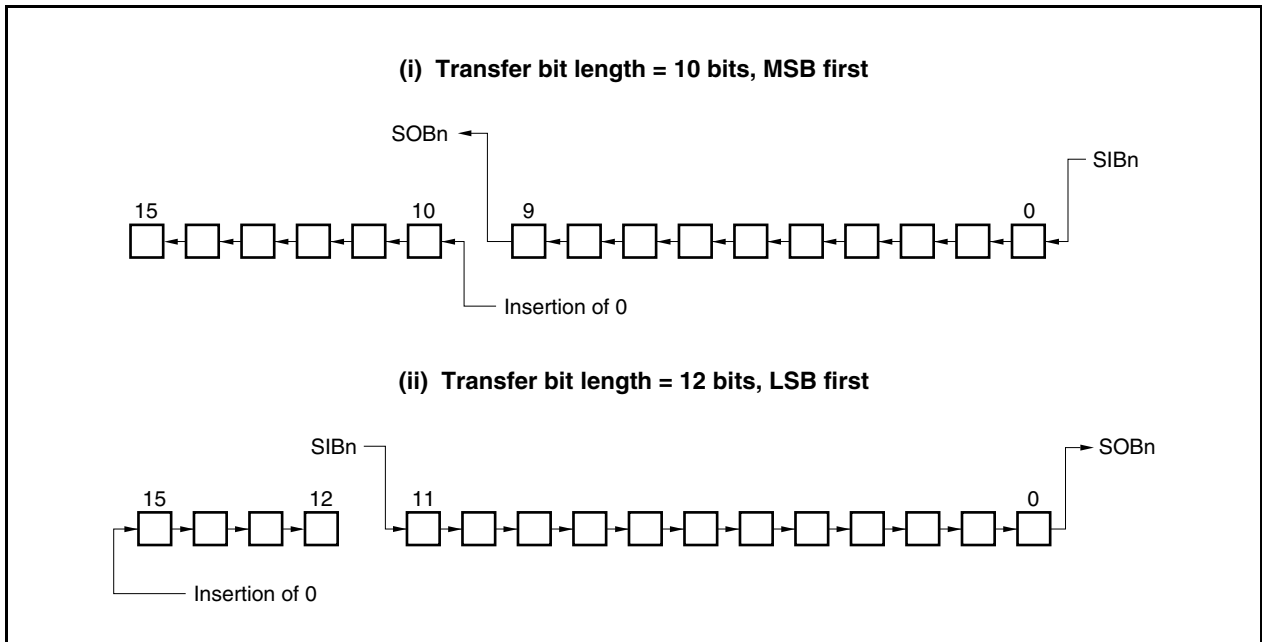 (i) Transfer bit length = 10 bits, MSB first
SOBn
SIBn
15
10
9
0
Insertion of 0
(ii) Transfer bit length = 12 bits, LSB first
SIBn
SOBn
15
12
11
0
Insertion of 0